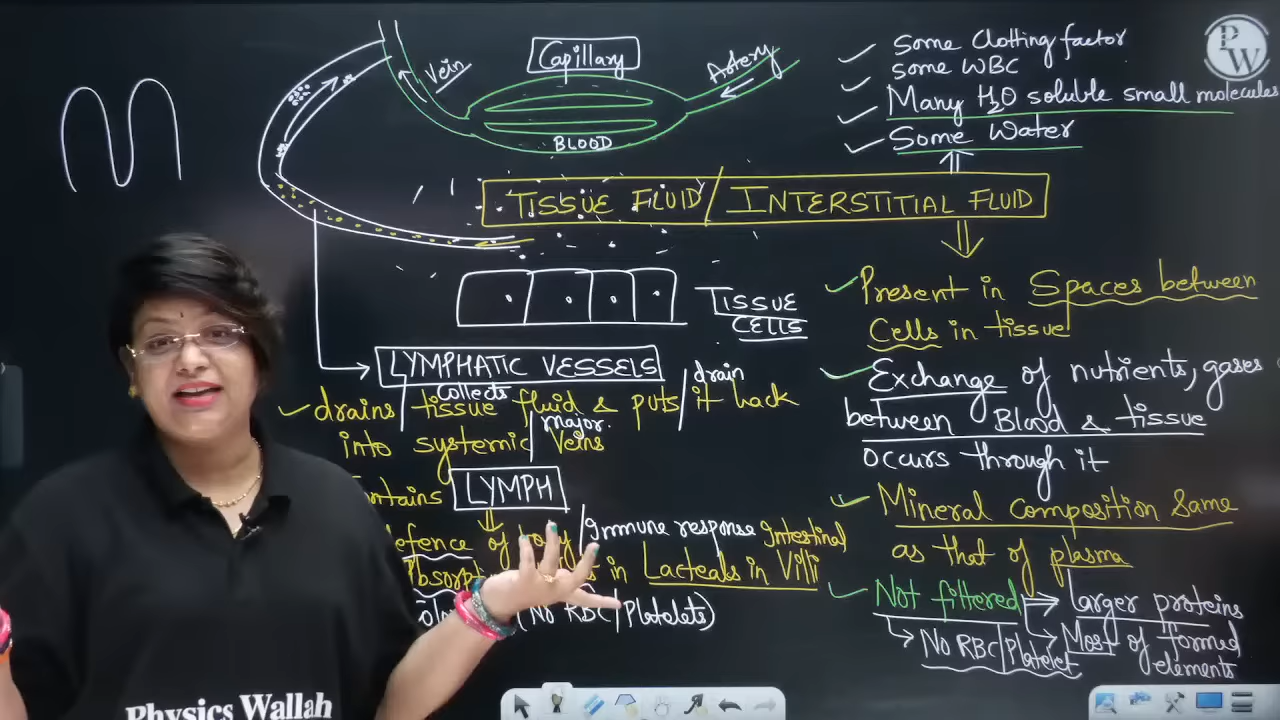 Capillary
Vein
Artery
BLOOD
Some Clotting factor
some WBC
Many H2O soluble small molecules
Some Water
PW
TISSUE FLUID/INTERSTITIAL FLUID
TISSUE
CELLS
Present in Spaces between
Cells in tissue
Exchange of nutrients, gases
between Blood & tissue
occurs through it
Mineral composition Same
as that of plasma
Not filtered
Larger proteins
No RBC/Platelet
Most of formed
elements
LYMPHATIC VESSELS
collects
drain
drains / tissue fluid & puts / it back
major
into systemic / Veins
LYMPH
of body / Immune response Intestinal
in Lacteals in Villi
(No RBC/Platelets)
Physics Wallah